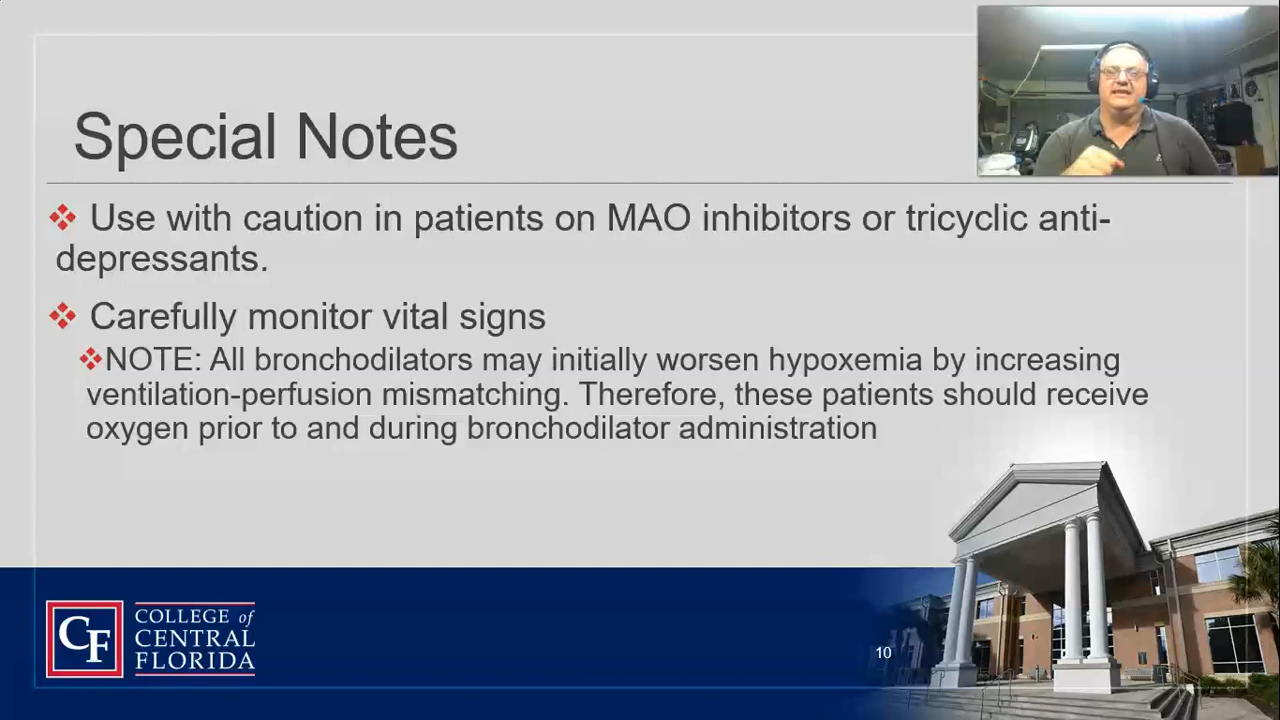 Special Notes
Use with caution in patients on MAO inhibitors or tricyclic anti-
depressants.
Carefully monitor vital signs
NOTE: All bronchodilators may initially worsen hypoxemia by increasing
ventilation-perfusion mismatching. Therefore, these patients should receive
oxygen prior to and during bronchodilator administration
CF
COLLEGE of
CENTRAL
FLORIDA
10